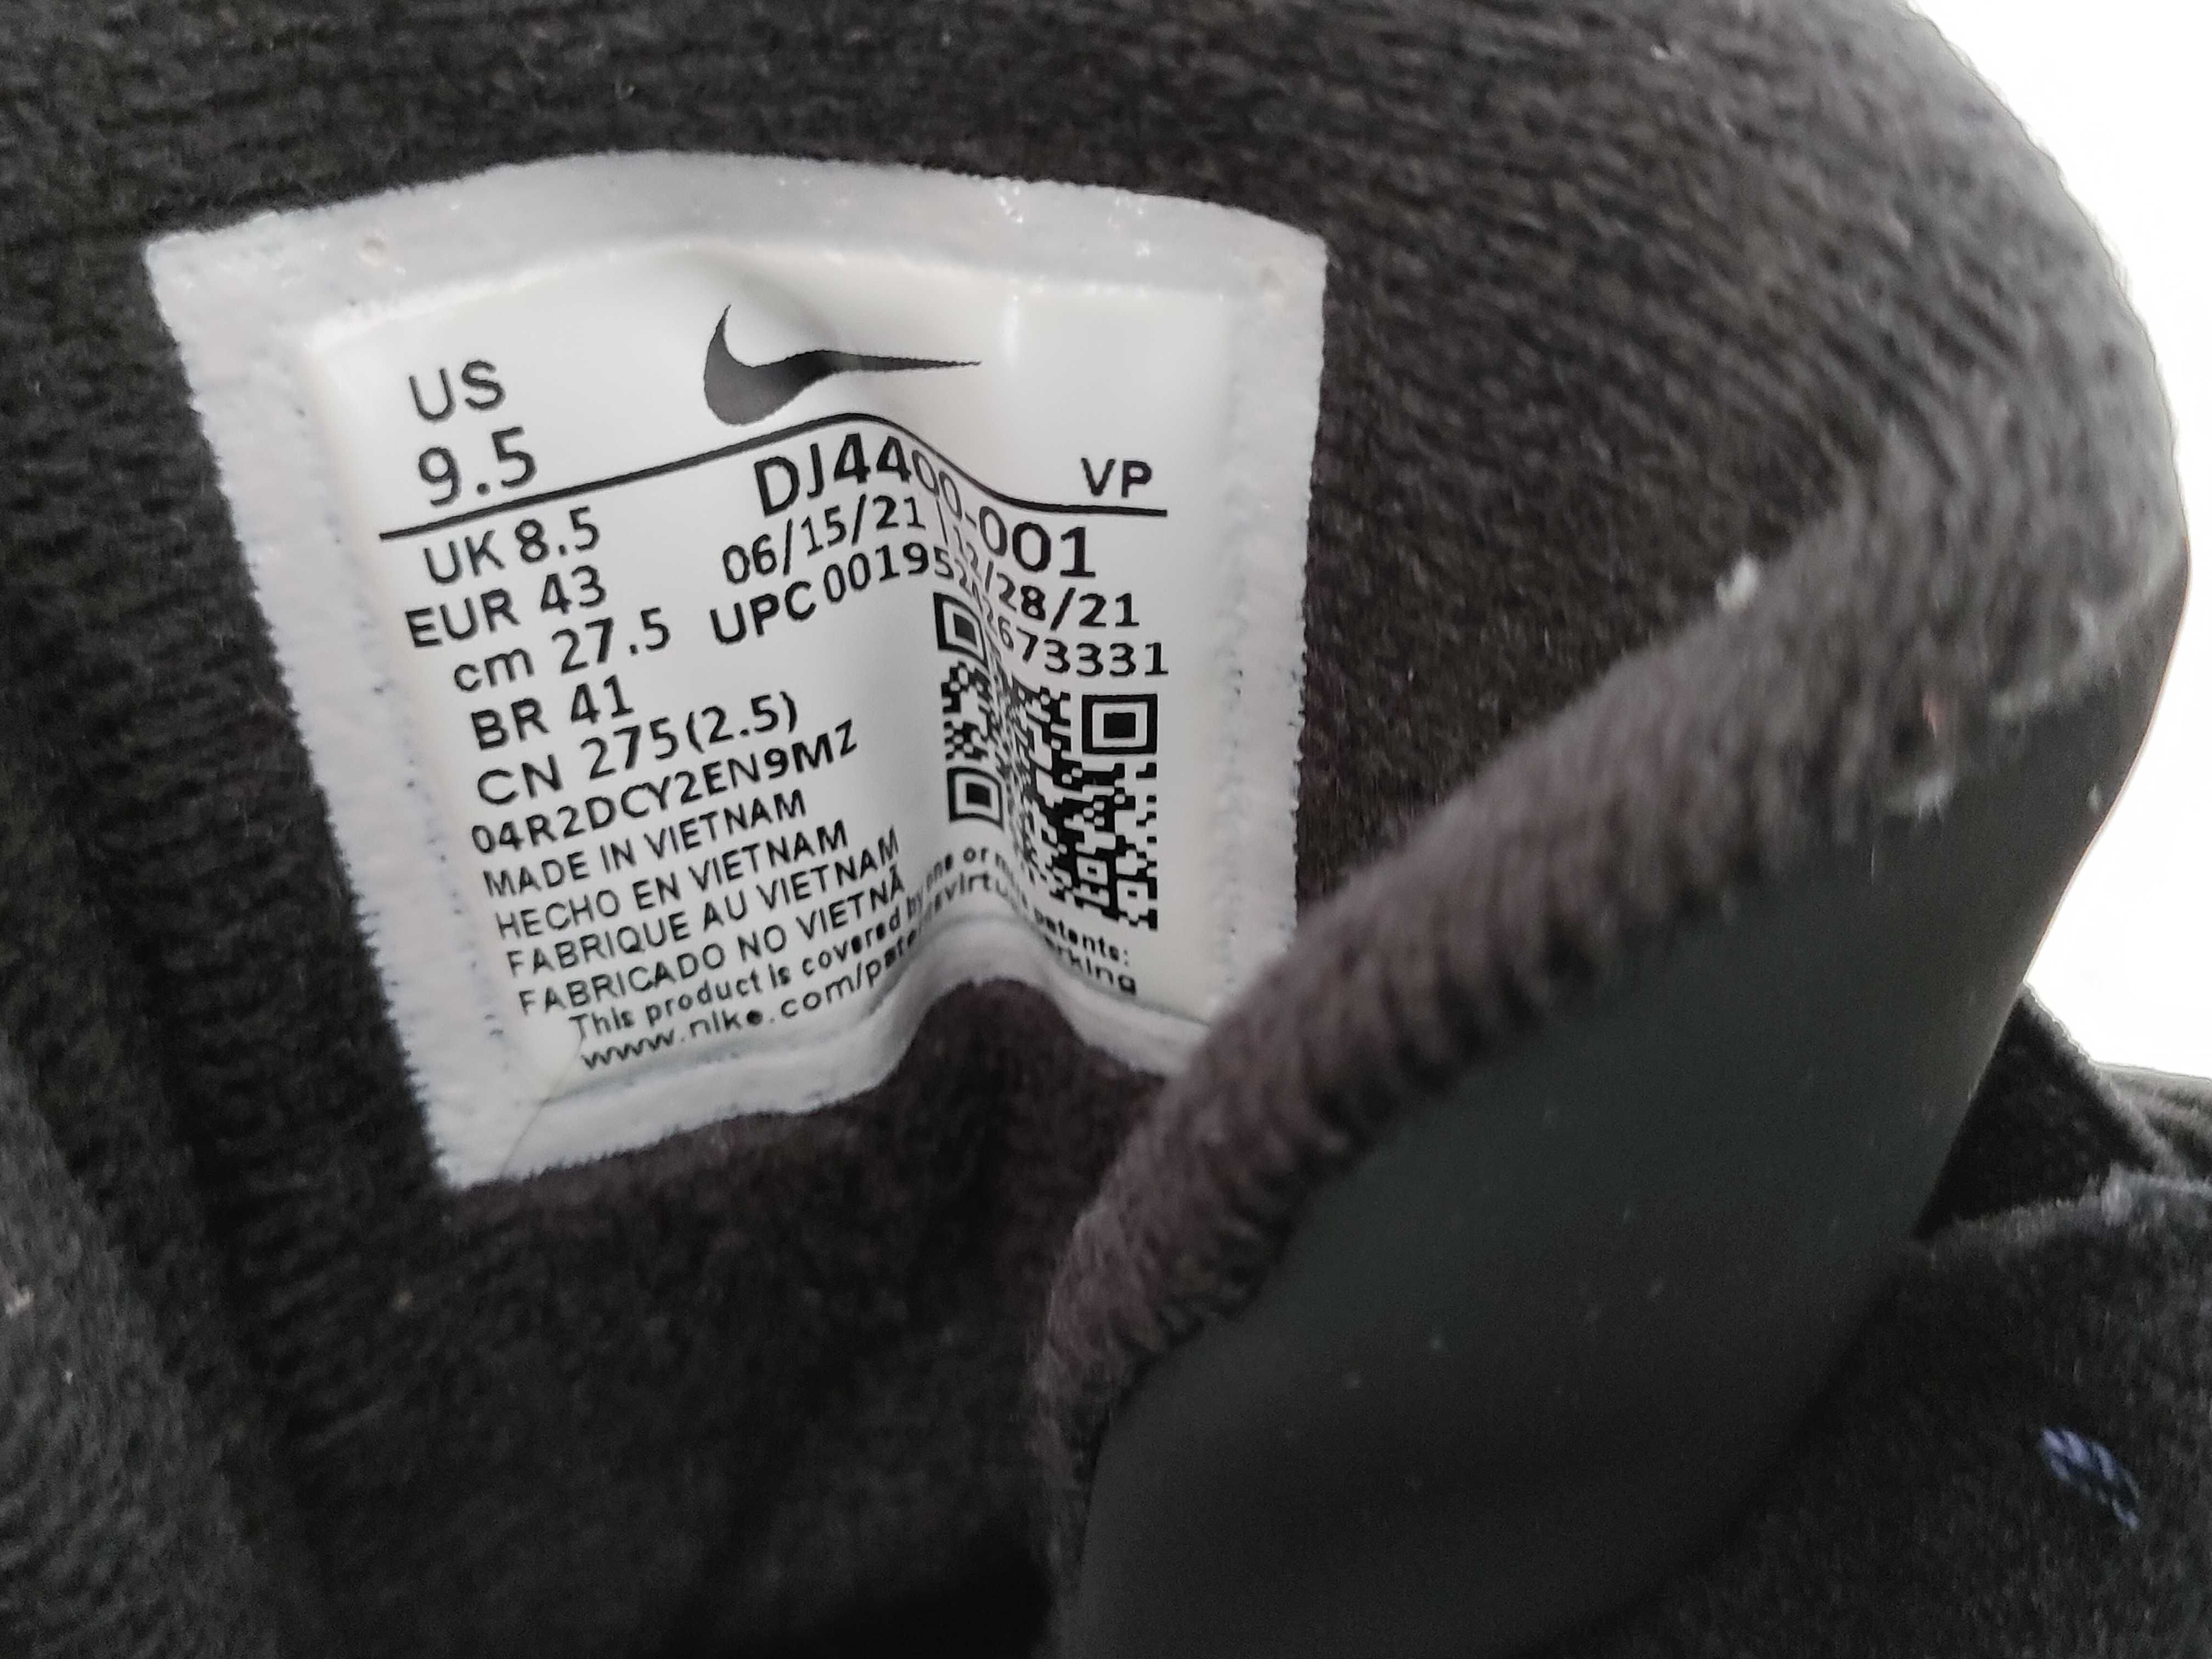 US
9.5
VP
UK 8.5
DJ4400-001
EUR 43
06/15/21 12/28/21
cm 27.5
UPC 00195
673331
BR 41
CN 275(2.5)
04R2DCY2EN9MZ
MADE IN VIETNAM
HECHO EN VIETNAM
FABRIQUE AU VIETNAM
FABRICADO NO VIETNÃ
This product is covered by one or patents:
www.nike.com/